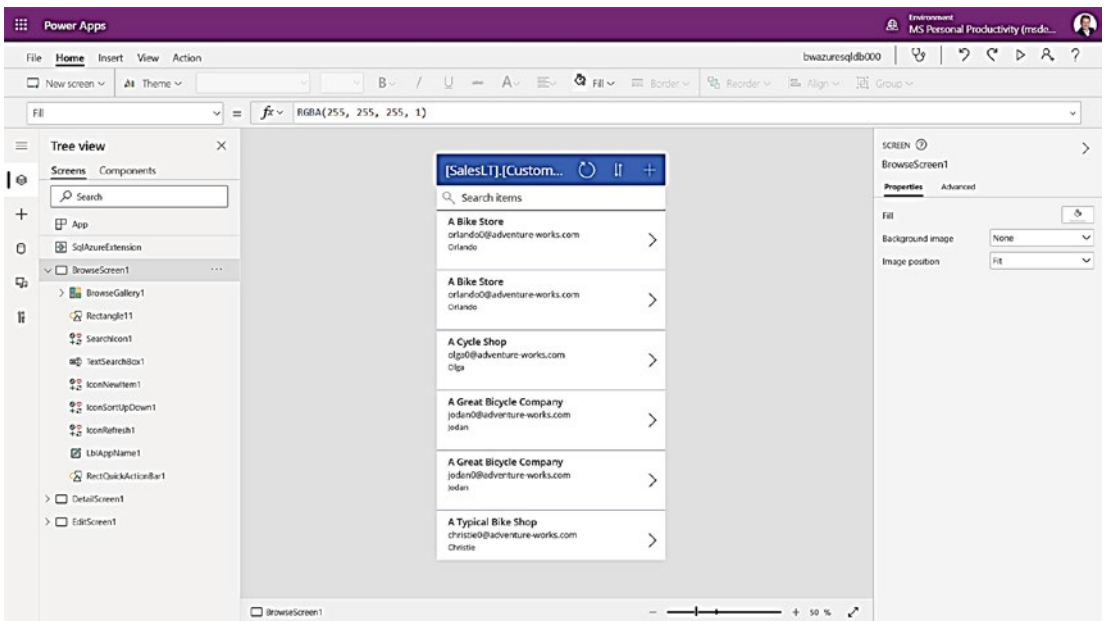 Power Apps
Environment
MS Personal Productivity (msde...
File Home Insert View Action
bwazuresqldb000
New screen Theme B / U A Fill Border Reorder Align Group
Fill = fx RGBA(255, 255, 255, 1)
Tree view
Screens Components
Search
App
SqlAzureExtension
BrowseScreen1 ...
BrowseGallery1
Rectangle11
SearchIcon1
TextSearchBox1
IconNewItem1
IconSortUpDown1
IconRefresh1
LblAppName1
RectQuickActionBar1
DetailScreen1
EditScreen1
[SalesLT].[Custom...
Search items
A Bike Store
orlando0@adventure-works.com
Orlando
A Bike Store
orlando0@adventure-works.com
Orlando
A Cycle Shop
olga0@adventure-works.com
Olga
A Great Bicycle Company
jodan0@adventure-works.com
Jodan
A Great Bicycle Company
jodan0@adventure-works.com
Jodan
A Typical Bike Shop
christie0@adventure-works.com
Christie
SCREEN
BrowseScreen1
Properties Advanced
Fill
Background image None
Image position Fit
BrowseScreen1
50 %